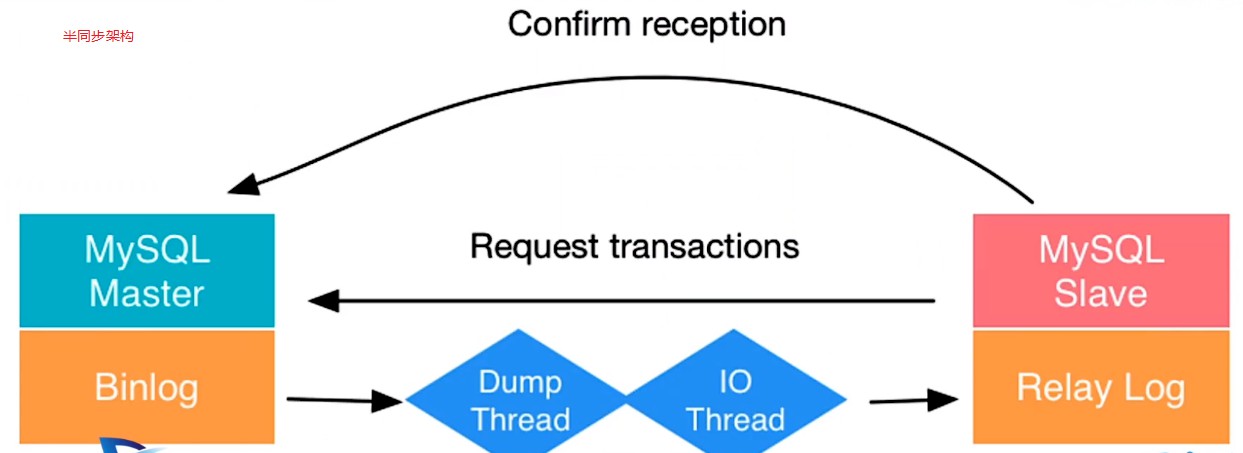 半同步架构
Confirm reception
Request transactions
MySQL
Master
MySQL
Slave
Binlog
Dump
Thread
IO
Thread
Relay Log